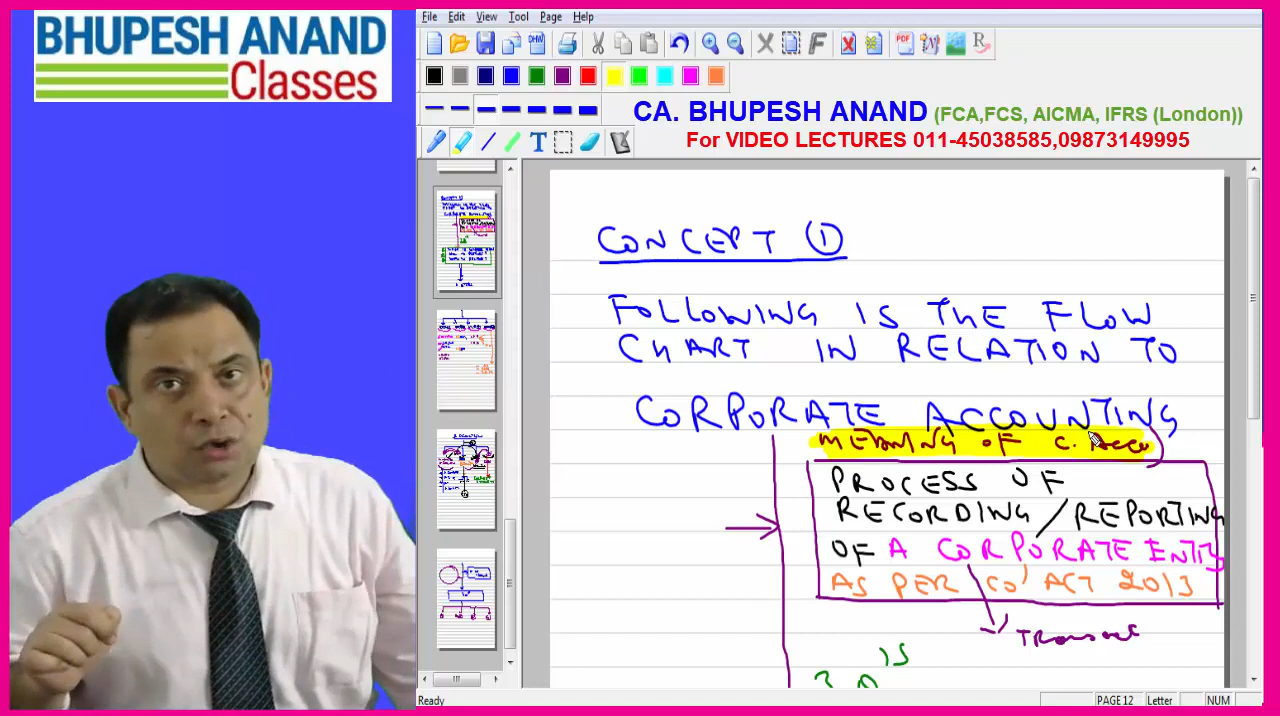 BHUPESH ANAND
Classes
File Edit View Tool Page Help
CA. BHUPESH ANAND (FCA,FCS, AICMA, IFRS (London))
For VIDEO LECTURES 011-45038585,09873149995
CONCEPT ①
FOLLOWING IS THE FLOW
CHART IN RELATION TO
CORPORATE ACCOUNTING
MEANING OF C. Acco
PROCESS OF
RECORDING/REPORTING
OF A CORPORATE ENTITY
AS PER CO' ACT 2013
IS
Ready PAGE 12 Letter NUM